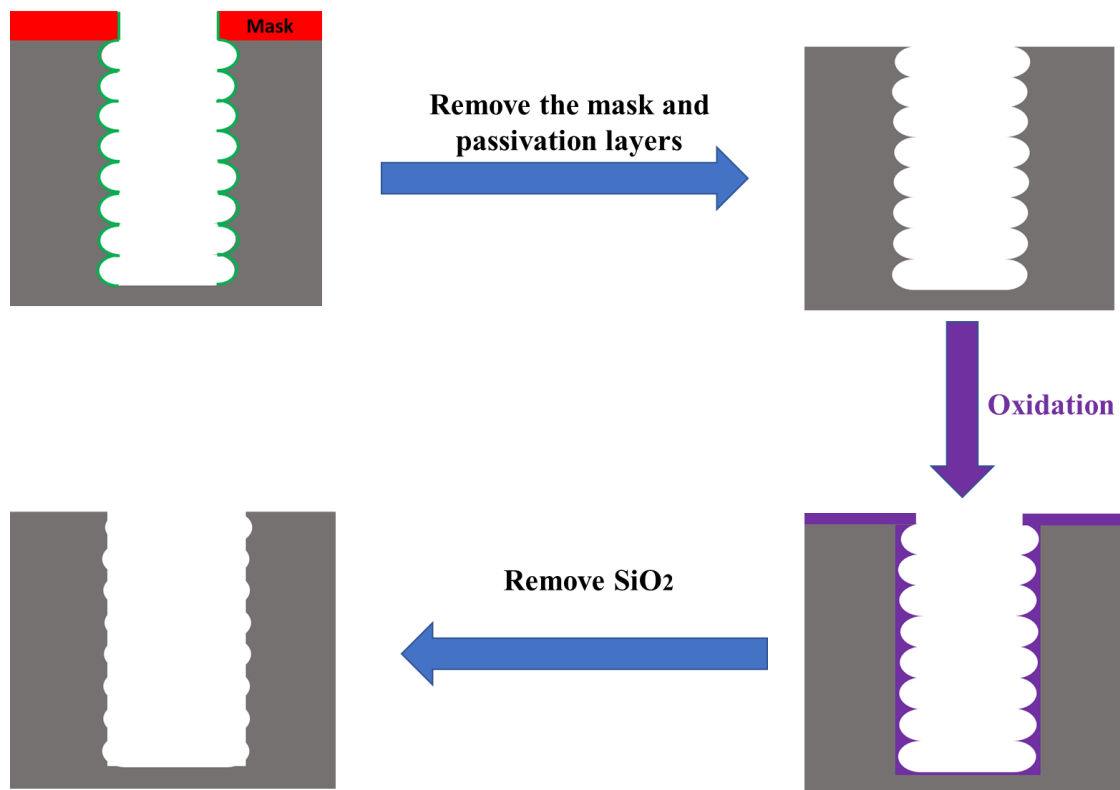 Mask
Remove the mask and
passivation layers
Oxidation
Remove SiO2